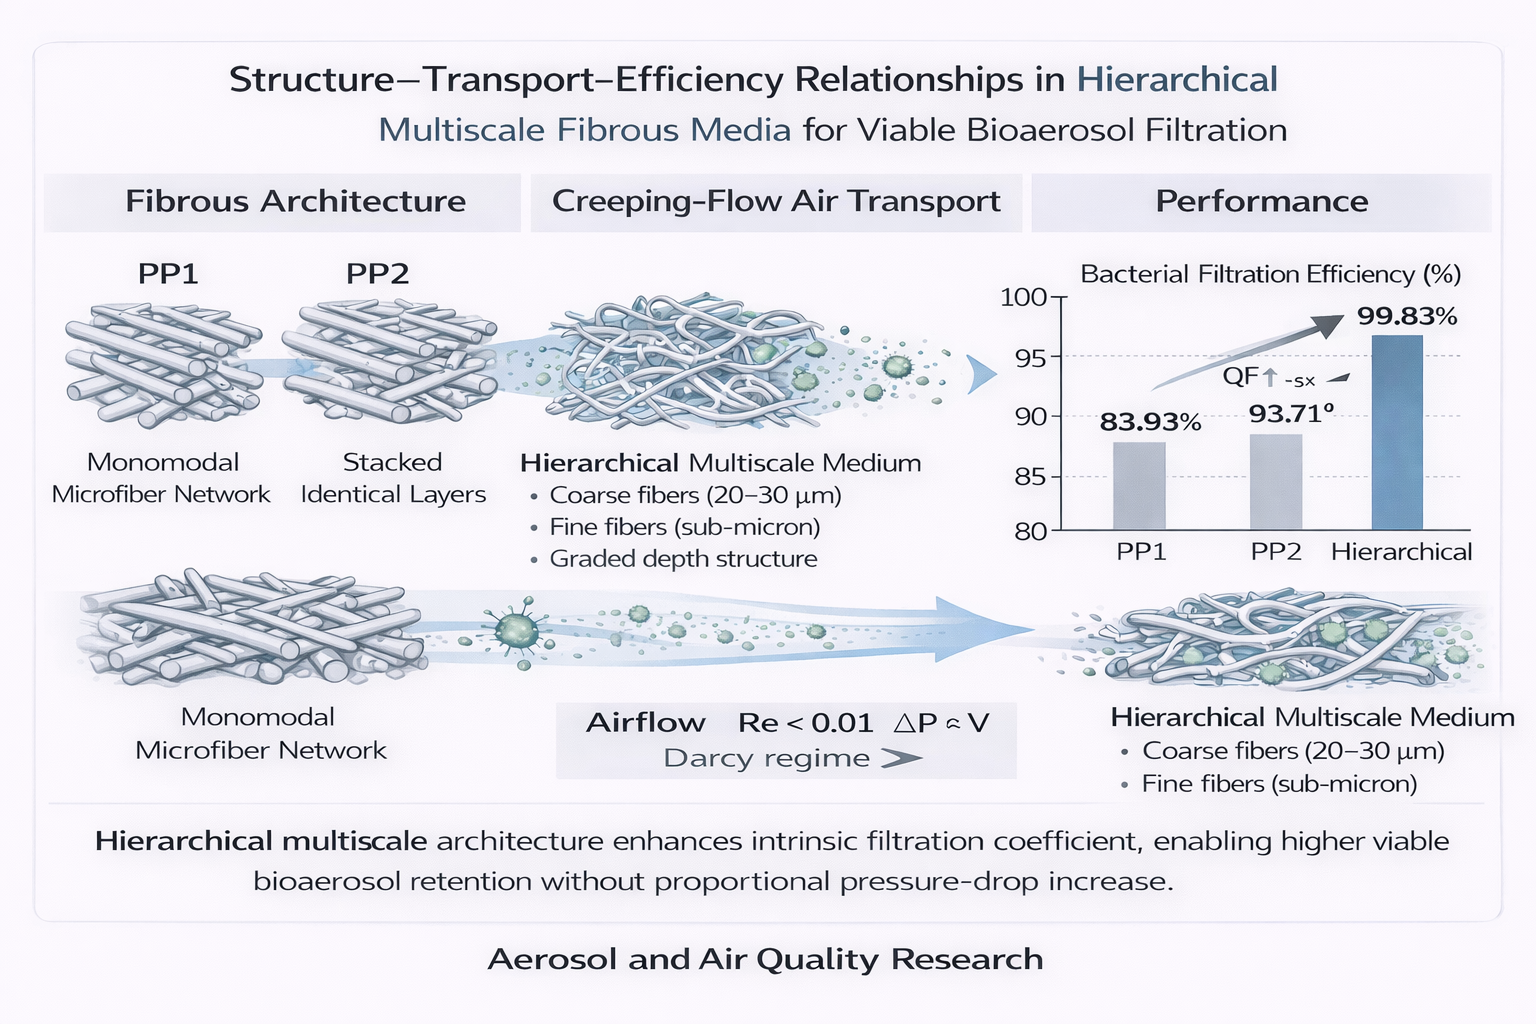 Structure–Transport–Efficiency Relationships in Hierarchical
Multiscale Fibrous Media for Viable Bioaerosol Filtration
Fibrous Architecture
Creeping-Flow Air Transport
Performance
PP1
PP2
Monomodal
Microfiber Network
Stacked
Identical Layers
Hierarchical Multiscale Medium
• Coarse fibers (20–30 μm)
• Fine fibers (sub-micron)
• Graded depth structure
Bacterial Filtration Efficiency (%)
100
95
90
85
80
99.83%
QF↑ -sx
83.93%
93.71º
PP1
PP2
Hierarchical
Monomodal
Microfiber Network
Airflow Re < 0.01 △P ∝ V
Darcy regime ➤
Hierarchical Multiscale Medium
• Coarse fibers (20–30 μm)
• Fine fibers (sub-micron)
Hierarchical multiscale architecture enhances intrinsic filtration coefficient, enabling higher viable
bioaerosol retention without proportional pressure-drop increase.
Aerosol and Air Quality Research